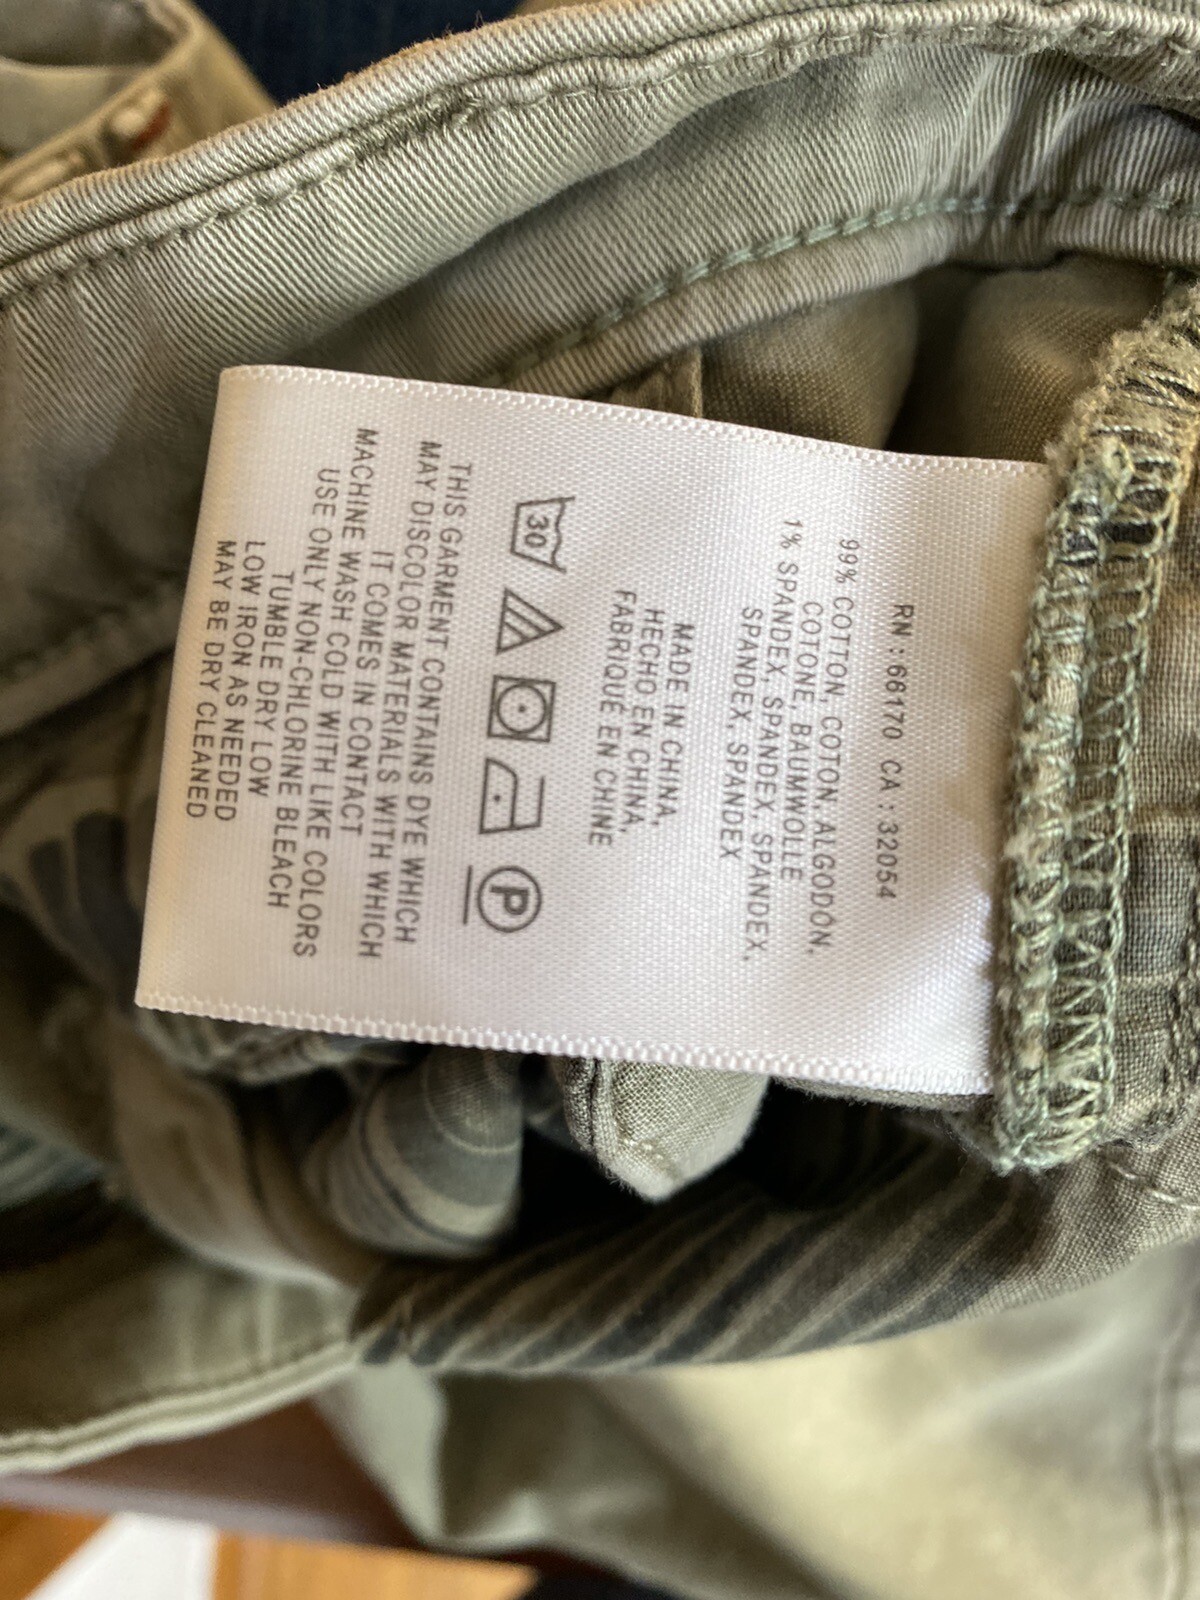 RN : 66170 CA : 32054
99% COTTON, COTON, ALGODÓN,
COTONE, BAUMWOLLE
1% SPANDEX, SPANDEX, SPANDEX,
SPANDEX, SPANDEX
MADE IN CHINA,
HECHO EN CHINA,
FABRIQUÉ EN CHINE
30
P
THIS GARMENT CONTAINS DYE WHICH
MAY DISCOLOR MATERIALS WITH WHICH
IT COMES IN CONTACT
MACHINE WASH COLD WITH LIKE COLORS
USE ONLY NON-CHLORINE BLEACH
TUMBLE DRY LOW
LOW IRON AS NEEDED
MAY BE DRY CLEANED